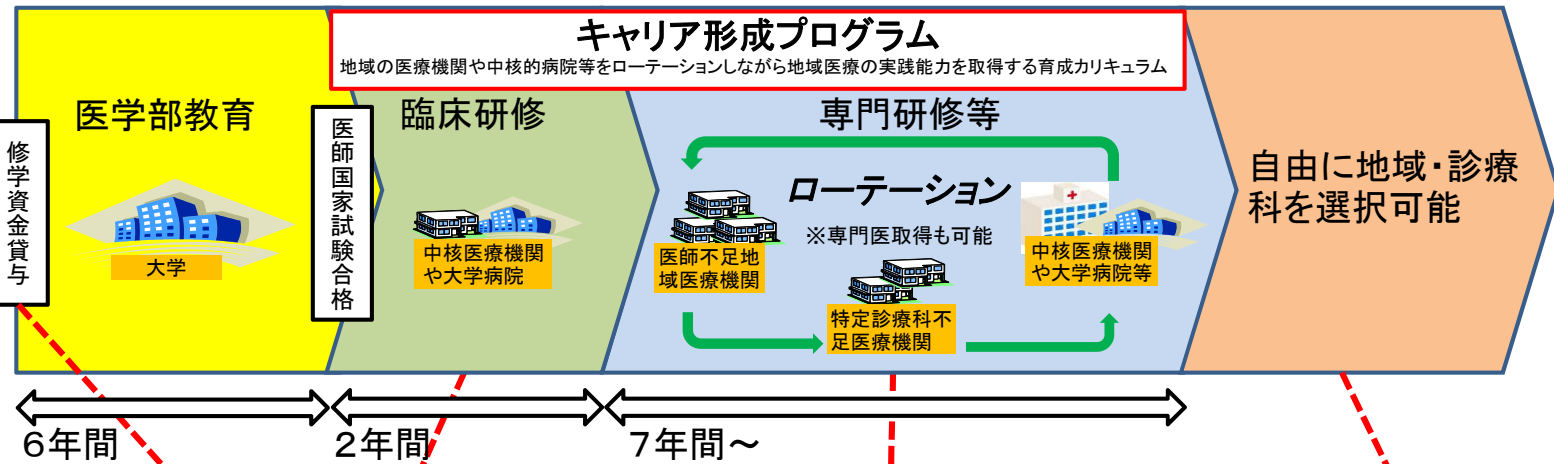 キャリア形成プログラム
地域の医療機関や中核的病院等をローテーションしながら地域医療の実践能力を取得する育成カリキュラム
修学資金貸与
医学部教育
大学
医師国家試験合格
臨床研修
中核医療機関
や大学病院
専門研修等
ローテーション
※専門医取得も可能
医師不足地
域医療機関
特定診療科不
足医療機関
中核医療機関
や大学病院等
自由に地域・診療
科を選択可能
6年間
2年間
7年間～